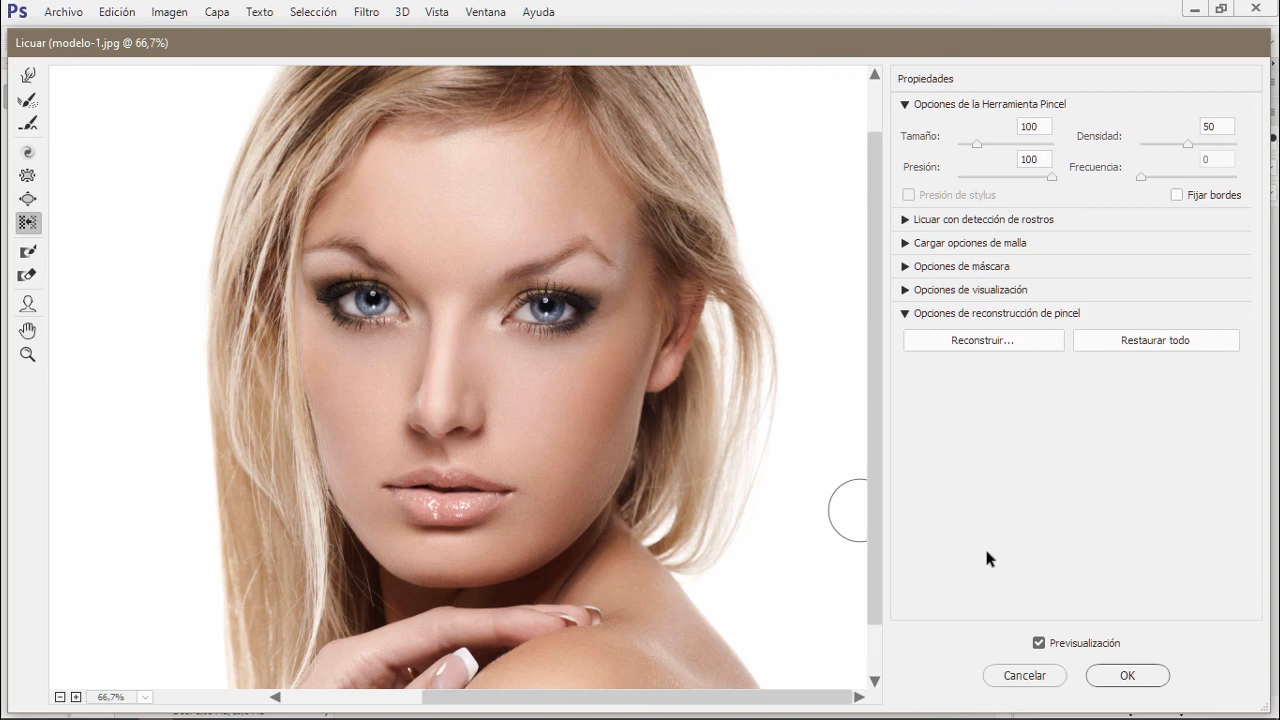 Ps Archivo Edición Imagen Capa Texto Selección Filtro 3D Vista Ventana Ayuda
Licuar (modelo-1.jpg @ 66,7%)
Propiedades
Opciones de la Herramienta Pincel
Tamaño: 100 Densidad: 50
Presión: 100 Frecuencia: 0
Presión de stylus Fijar bordes
Licuar con detección de rostros
Cargar opciones de malla
Opciones de máscara
Opciones de visualización
Opciones de reconstrucción de pincel
Reconstruir... Restaurar todo
Previsualización
Cancelar OK
66,7%